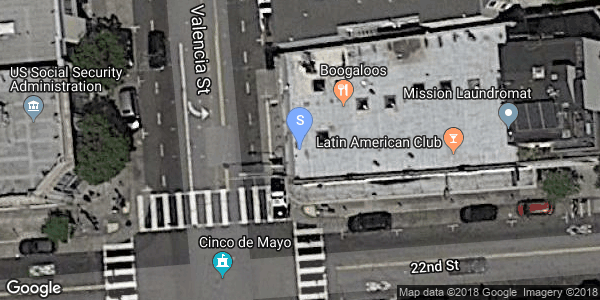 Valencia St
US Social Security
Administration
Boogaloos
Mission Laundromat
S
Latin American Club
Cinco de Mayo
22nd St
Google
Map data ©2018 Google Imagery ©2018